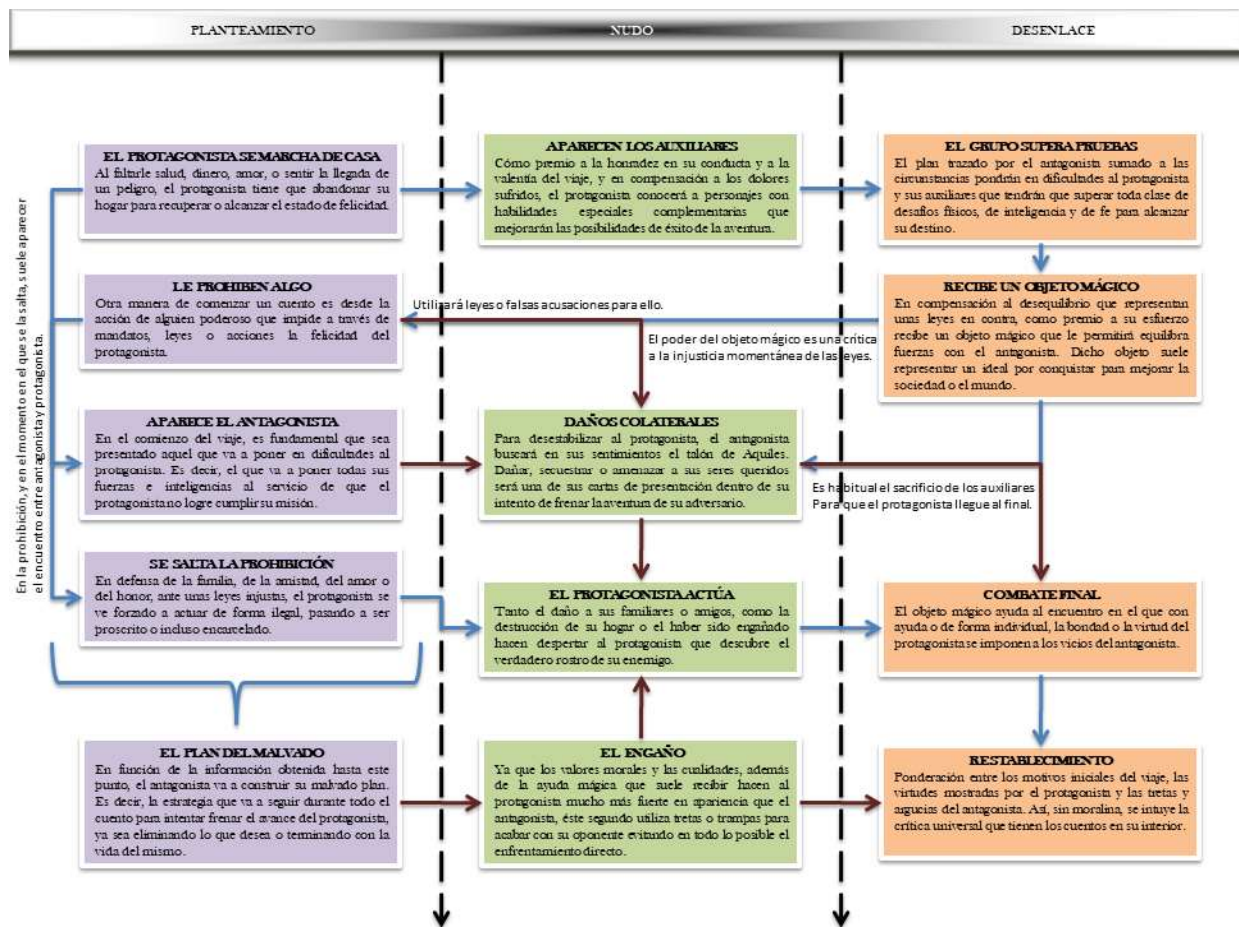 PLANTEAMIENTO
NUDO
DESENLACE
EL PROTAGONISTA SE MARCHA DE CASA
Al faltarle salud, dinero, amor, o sentir la llegada de
un peligro, el protagonista tiene que abandonar su
hogar para recuperar o alcanzar el estado de felicidad.
APARECEN LOS AUXILIARES
Cómo premio a la honradez en su conducta y a la
valentía del viaje, y en compensación a los dolores
sufridos, el protagonista conocerá a personajes con
habilidades especiales complementarias que
mejorarán las posibilidades de éxito de la aventura.
EL GRUPO SUPERA PRUEBAS
El plan trazado por el antagonista sumado a las
circunstancias pondrán en dificultades al protagonista
y sus auxiliares que tendrán que superar toda clase de
desafíos físicos, de inteligencia y de fe para alcanzar
su destino.
En la prohibición, y en el momento en el que se la salta, suele aparecer
el encuentro entre antagonista y protagonista.
LE PROHIBEN ALGO
Otra manera de comenzar un cuento es desde la
acción de alguien poderoso que impide a través de
mandatos, leyes o acciones la felicidad del
protagonista.
Utilizará leyes o falsas acusaciones para ello.
El poder del objeto mágico es una crítica
a la injusticia momentánea de las leyes.
RECIBE UN OBJETO MÁGICO
En compensación al desequilibrio que representan
unas leyes en contra, como premio a su esfuerzo
recibe un objeto mágico que le permitirá equilibra
fuerzas con el antagonista. Dicho objeto suele
representar un ideal por conquistar para mejorar la
sociedad o el mundo.
APARECE EL ANTAGONISTA
En el comienzo del viaje, es fundamental que sea
presentado aquel que va a poner en dificultades al
protagonista. Es decir, el que va a poner todas sus
fuerzas e inteligencias al servicio de que el
protagonista no logre cumplir su misión.
DAÑOS COLATERALES
Para desestabilizar al protagonista, el antagonista
buscará en sus sentimientos el talón de Aquiles.
Dañar, secuestrar o amenazar a sus seres queridos
será una de sus cartas de presentación dentro de su
intento de frenar la aventura de su adversario.
Es habitual el sacrificio de los auxiliares
Para que el protagonista llegue al final.
SE SALTA LA PROHIBICIÓN
En defensa de la familia, de la amistad, del amor o
del honor, ante unas leyes injustas, el protagonista se
ve forzado a actuar de forma ilegal, pasando a ser
proscrito o incluso encarcelado.
EL PROTAGONISTA ACTÚA
Tanto el daño a sus familiares o amigos, como la
destrucción de su hogar o el haber sido engañado
hacen despertar al protagonista que descubre el
verdadero rostro de su enemigo.
COMBATE FINAL
El objeto mágico ayuda al encuentro en el que con
ayuda o de forma individual, la bondad o la virtud del
protagonista se imponen a los vicios del antagonista.
EL PLAN DEL MALVADO
En función de la información obtenida hasta este
punto, el antagonista va a construir su malvado plan.
Es decir, la estrategia que va a seguir durante todo el
cuento para intentar frenar el avance del protagonista,
ya sea eliminando lo que desea o terminando con la
vida del mismo.
EL ENGAÑO
Ya que los valores morales y las cualidades, además
de la ayuda mágica que suele recibir hacen al
protagonista mucho más fuerte en apariencia que el
antagonista, éste segundo utiliza tretas o trampas para
acabar con su oponente evitando en todo lo posible el
enfrentamiento directo.
RESTABLECIMIENTO
Ponderación entre los motivos iniciales del viaje, las
virtudes mostradas por el protagonista y las tretas y
argucias del antagonista. Así, sin moralina, se intuye la
crítica universal que tienen los cuentos en su interior.